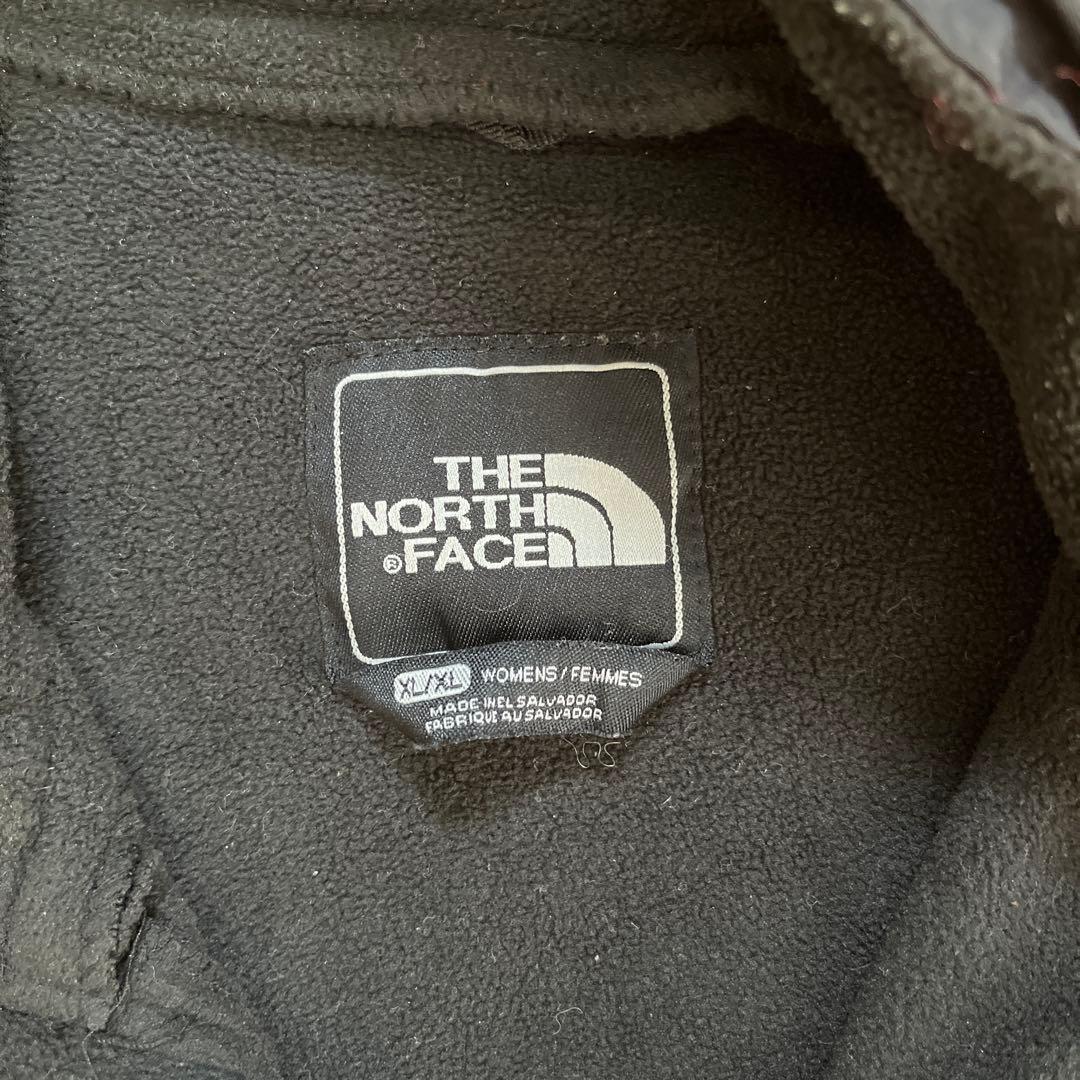 THE
NORTH
®FACE
XL/XL WOMENS/FEMMES
MADE IN EL SALVADOR
FABRIQUE AU SALVADOR